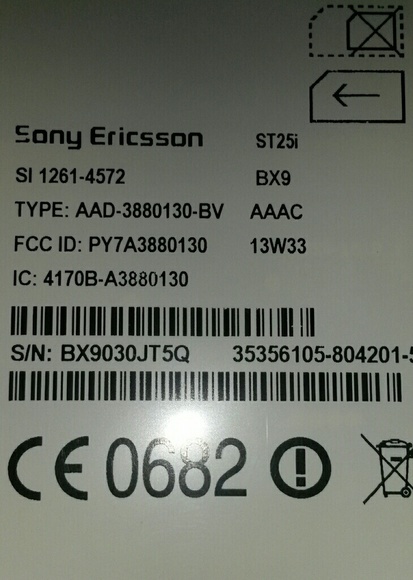 Sony Ericsson ST25i
SI 1261-4572 BX9
TYPE: AAD-3880130-BV AAAC
FCC ID: PY7A3880130 13W33
IC: 4170B-A3880130
S/N: BX9030JT5Q 35356105-804201-5
CE 0682